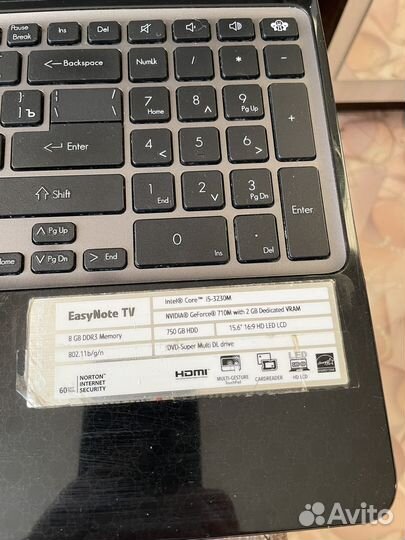 Pause Break Ins Del
Backspace NumLk / * -
} ] Ъ | \ / 7 Home 8 9 Pg Up +
Enter 4 5 6
Shift 1 End 2 3 Pg Dn Enter
Pg Up 0 Ins . Del
Home Pg Dn End
EasyNote TV
Intel® Core™ i5-3230M
NVIDIA® GeForce® 710M with 2 GB Dedicated VRAM
8 GB DDR3 Memory
750 GB HDD
15.6" 16:9 HD LED LCD
802.11b/g/n
DVD-Super Multi DL drive
60
NORTON
INTERNET
SECURITY
HDMI
MULTI-GESTURE
TouchPad
CARDREADER
LED
HD LCD
Avito